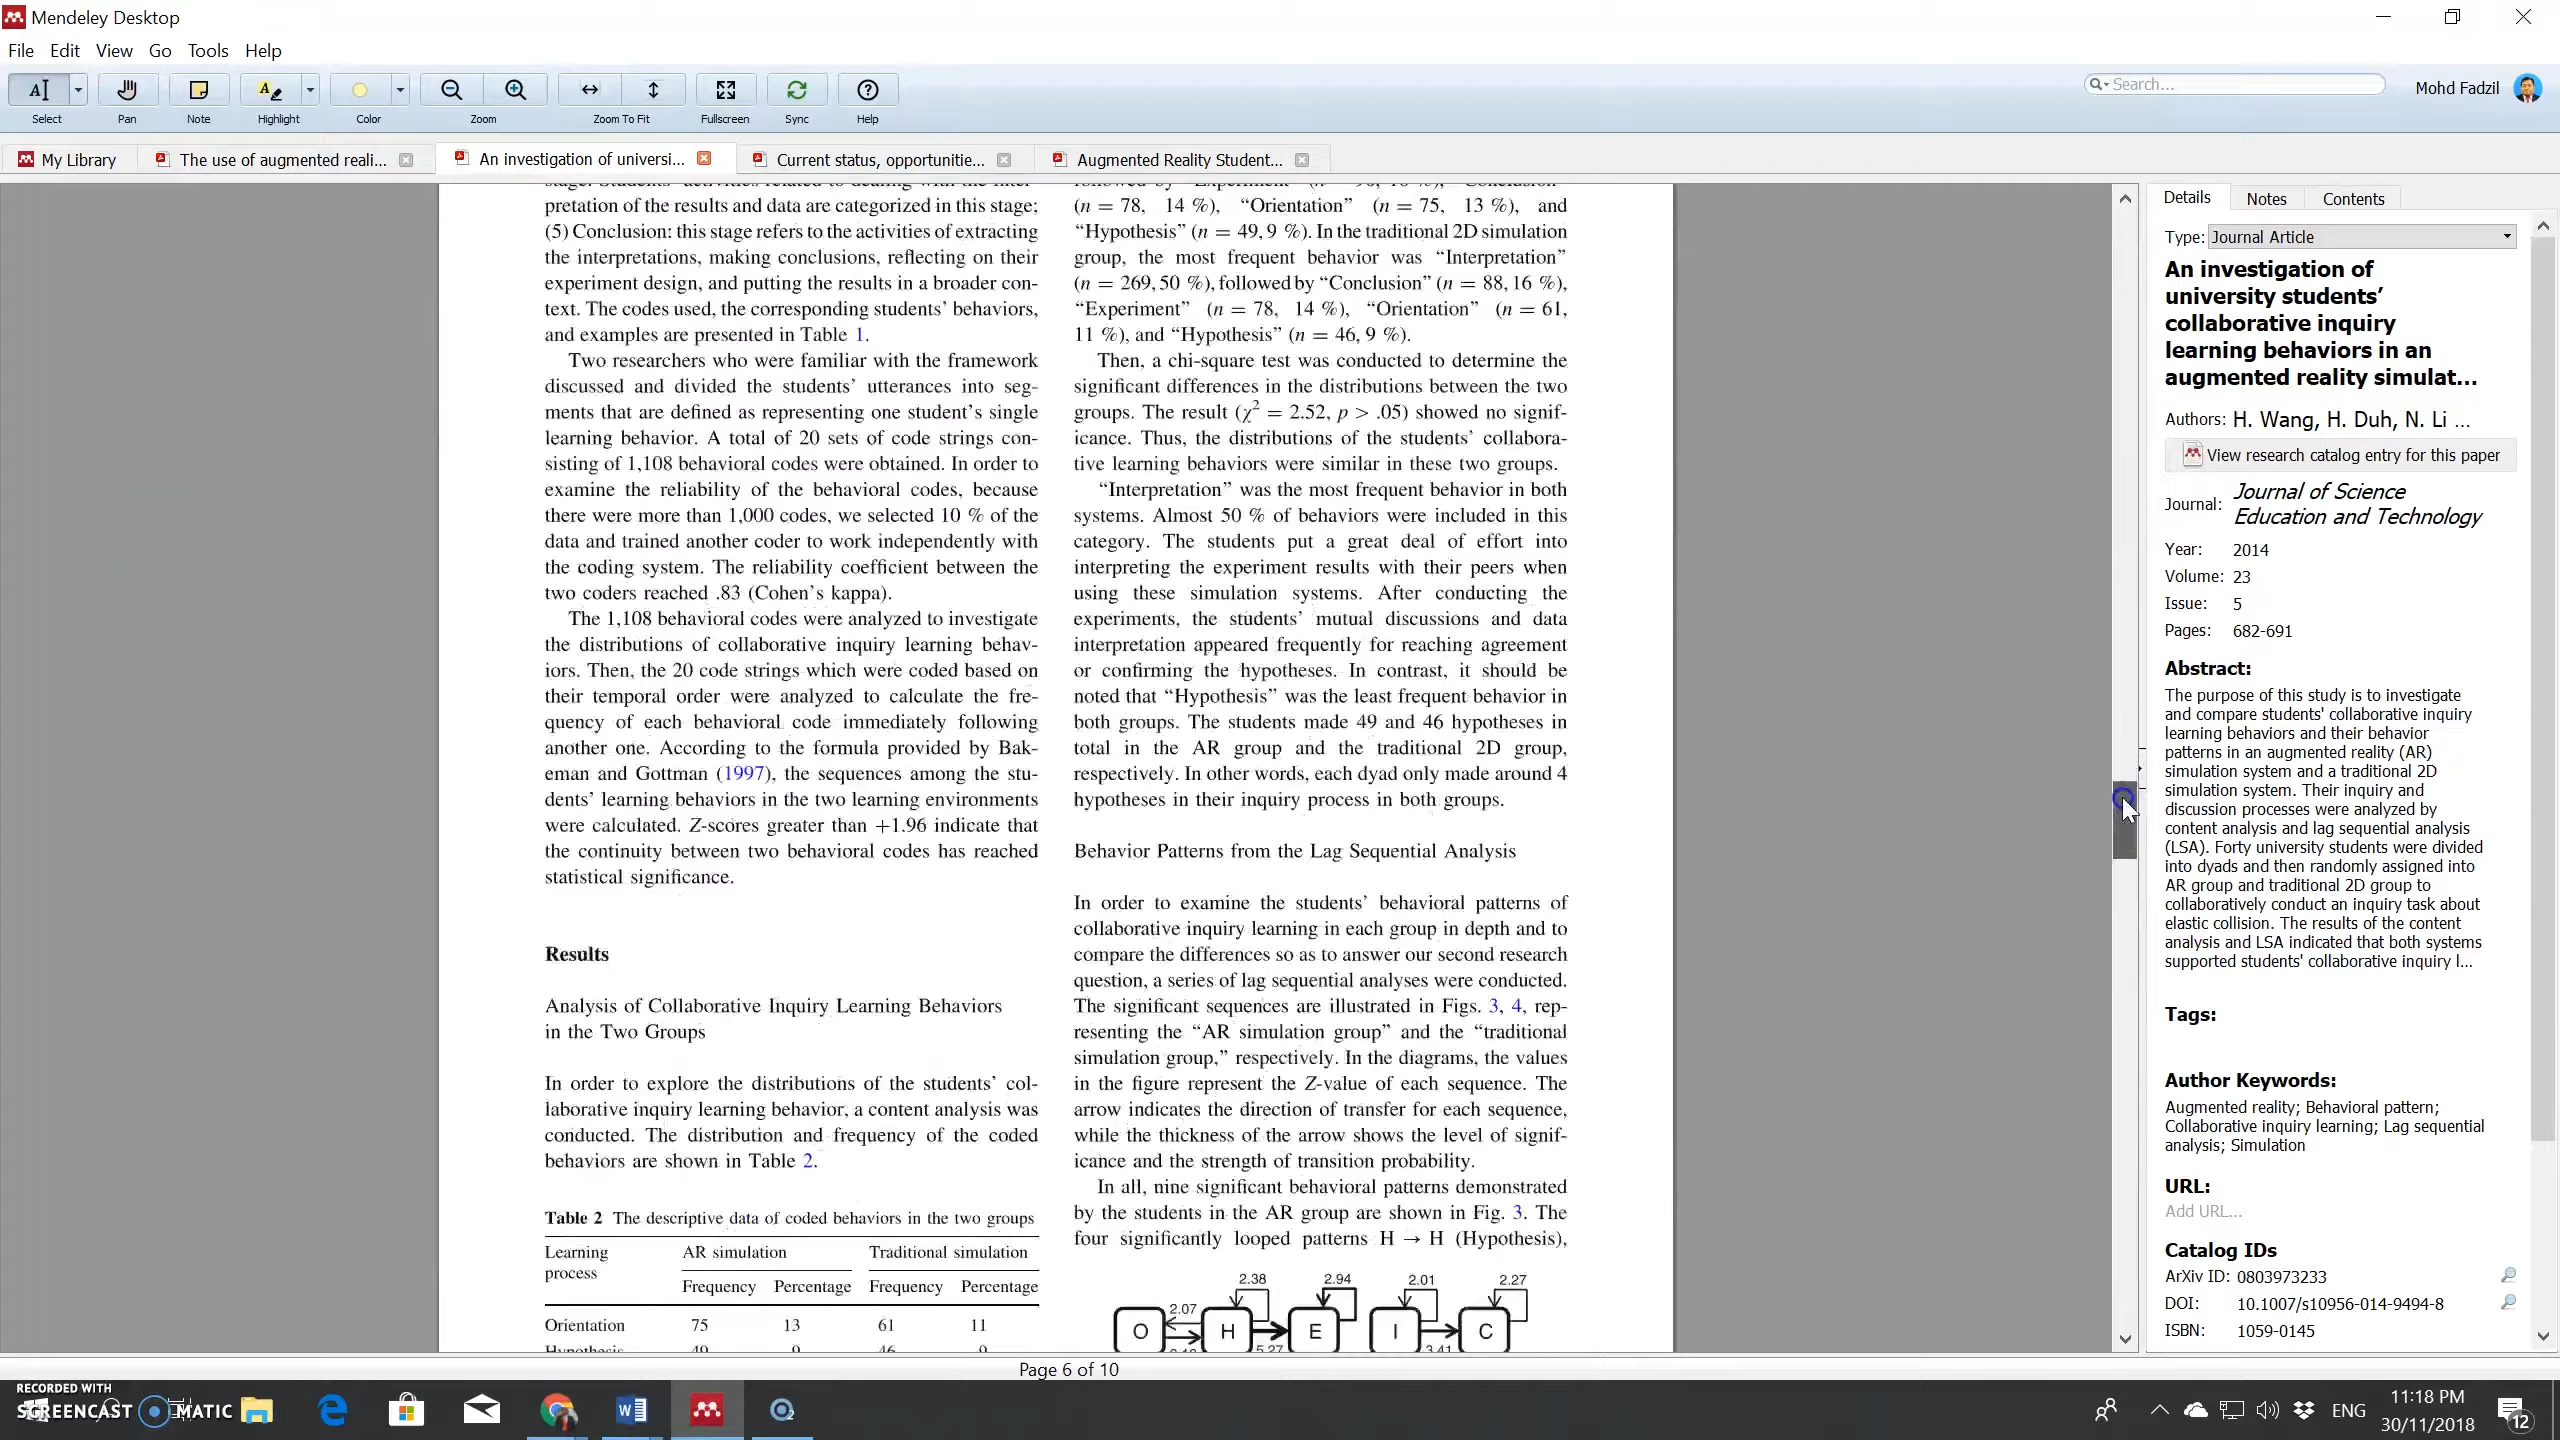 Mendeley Desktop
File Edit View Go Tools Help
Select Pan Note Highlight Color Zoom Zoom To Fit Fullscreen Sync Help
Search...
Mohd Fadzil
My Library
The use of augmented reali...
An investigation of universi...
Current status, opportunitie...
Augmented Reality Student...
pretation of the results and data are categorized in this stage;
(5) Conclusion: this stage refers to the activities of extracting
the interpretations, making conclusions, reflecting on their
experiment design, and putting the results in a broader con-
text. The codes used, the corresponding students' behaviors,
and examples are presented in Table 1.
Two researchers who were familiar with the framework
discussed and divided the students' utterances into seg-
ments that are defined as representing one student's single
learning behavior. A total of 20 sets of code strings con-
sisting of 1,108 behavioral codes were obtained. In order to
examine the reliability of the behavioral codes, because
there were more than 1,000 codes, we selected 10 % of the
data and trained another coder to work independently with
the coding system. The reliability coefficient between the
two coders reached .83 (Cohen's kappa).
The 1,108 behavioral codes were analyzed to investigate
the distributions of collaborative inquiry learning behav-
iors. Then, the 20 code strings which were coded based on
their temporal order were analyzed to calculate the fre-
quency of each behavioral code immediately following
another one. According to the formula provided by Bak-
eman and Gottman (1997), the sequences among the stu-
dents' learning behaviors in the two learning environments
were calculated. Z-scores greater than +1.96 indicate that
the continuity between two behavioral codes has reached
statistical significance.
Results
Analysis of Collaborative Inquiry Learning Behaviors
in the Two Groups
In order to explore the distributions of the students' col-
laborative inquiry learning behavior, a content analysis was
conducted. The distribution and frequency of the coded
behaviors are shown in Table 2.
Table 2 The descriptive data of coded behaviors in the two groups
Learning process AR simulation Traditional simulation
Frequency Percentage Frequency Percentage
Orientation 75 13 61 11
Hypothesis 49 9 46 9
(n = 78, 14 %), "Orientation" (n = 75, 13 %), and
"Hypothesis" (n = 49, 9 %). In the traditional 2D simulation
group, the most frequent behavior was "Interpretation"
(n = 269, 50 %), followed by "Conclusion" (n = 88, 16 %),
"Experiment" (n = 78, 14 %), "Orientation" (n = 61,
11 %), and "Hypothesis" (n = 46, 9 %).
Then, a chi-square test was conducted to determine the
significant differences in the distributions between the two
groups. The result (χ² = 2.52, p > .05) showed no signif-
icance. Thus, the distributions of the students' collabora-
tive learning behaviors were similar in these two groups.
"Interpretation" was the most frequent behavior in both
systems. Almost 50 % of behaviors were included in this
category. The students put a great deal of effort into
interpreting the experiment results with their peers when
using these simulation systems. After conducting the
experiments, the students' mutual discussions and data
interpretation appeared frequently for reaching agreement
or confirming the hypotheses. In contrast, it should be
noted that "Hypothesis" was the least frequent behavior in
both groups. The students made 49 and 46 hypotheses in
total in the AR group and the traditional 2D group,
respectively. In other words, each dyad only made around 4
hypotheses in their inquiry process in both groups.
Behavior Patterns from the Lag Sequential Analysis
In order to examine the students' behavioral patterns of
collaborative inquiry learning in each group in depth and to
compare the differences so as to answer our second research
question, a series of lag sequential analyses were conducted.
The significant sequences are illustrated in Figs. 3, 4, rep-
resenting the "AR simulation group" and the "traditional
simulation group," respectively. In the diagrams, the values
in the figure represent the Z-value of each sequence. The
arrow indicates the direction of transfer for each sequence,
while the thickness of the arrow shows the level of signif-
icance and the strength of transition probability.
In all, nine significant behavioral patterns demonstrated
by the students in the AR group are shown in Fig. 3. The
four significantly looped patterns H → H (Hypothesis),
2.38 2.94 2.01 2.27
2.07
O H E I C
5.27 3.41
Details Notes Contents
Type: Journal Article
An investigation of
university students'
collaborative inquiry
learning behaviors in an
augmented reality simulat...
Authors: H. Wang, H. Duh, N. Li ...
View research catalog entry for this paper
Journal: Journal of Science
Education and Technology
Year: 2014
Volume: 23
Issue: 5
Pages: 682-691
Abstract:
The purpose of this study is to investigate
and compare students' collaborative inquiry
learning behaviors and their behavior
patterns in an augmented reality (AR)
simulation system and a traditional 2D
simulation system. Their inquiry and
discussion processes were analyzed by
content analysis and lag sequential analysis
(LSA). Forty university students were divided
into dyads and then randomly assigned into
AR group and traditional 2D group to
collaboratively conduct an inquiry task about
elastic collision. The results of the content
analysis and LSA indicated that both systems
supported students' collaborative inquiry l...
Tags:
Author Keywords:
Augmented reality; Behavioral pattern;
Collaborative inquiry learning; Lag sequential
analysis; Simulation
URL:
Add URL...
Catalog IDs
ArXiv ID: 0803973233
DOI: 10.1007/s10956-014-9494-8
ISBN: 1059-0145
Page 6 of 10
RECORDED WITH
SCREENCAST MATIC
ENG
11:18 PM
30/11/2018
12